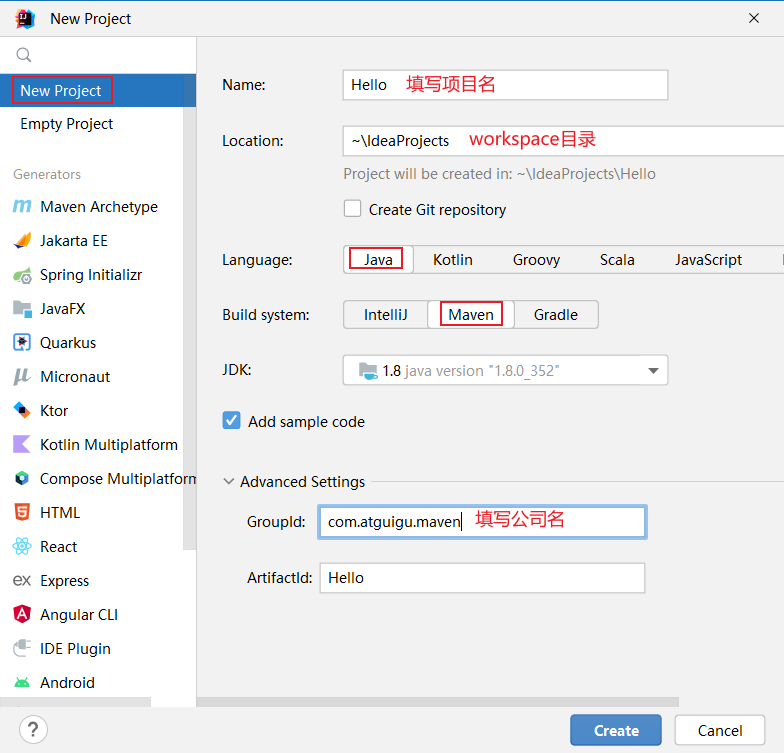 New Project
New Project
Empty Project
Generators
Maven Archetype
Jakarta EE
Spring Initializr
JavaFX
Quarkus
Micronaut
Ktor
Kotlin Multiplatform
Compose Multiplatform
HTML
React
Express
Angular CLI
IDE Plugin
Android
Name: Hello 填写项目名
Location: ~\IdeaProjects workspace目录
Project will be created in: ~\IdeaProjects\Hello
Create Git repository
Language: Java Kotlin Groovy Scala JavaScript
Build system: IntelliJ Maven Gradle
JDK: 1.8 java version "1.8.0_352"
Add sample code
Advanced Settings
GroupId: com.atguigu.maven 填写公司名
ArtifactId: Hello
? Create Cancel